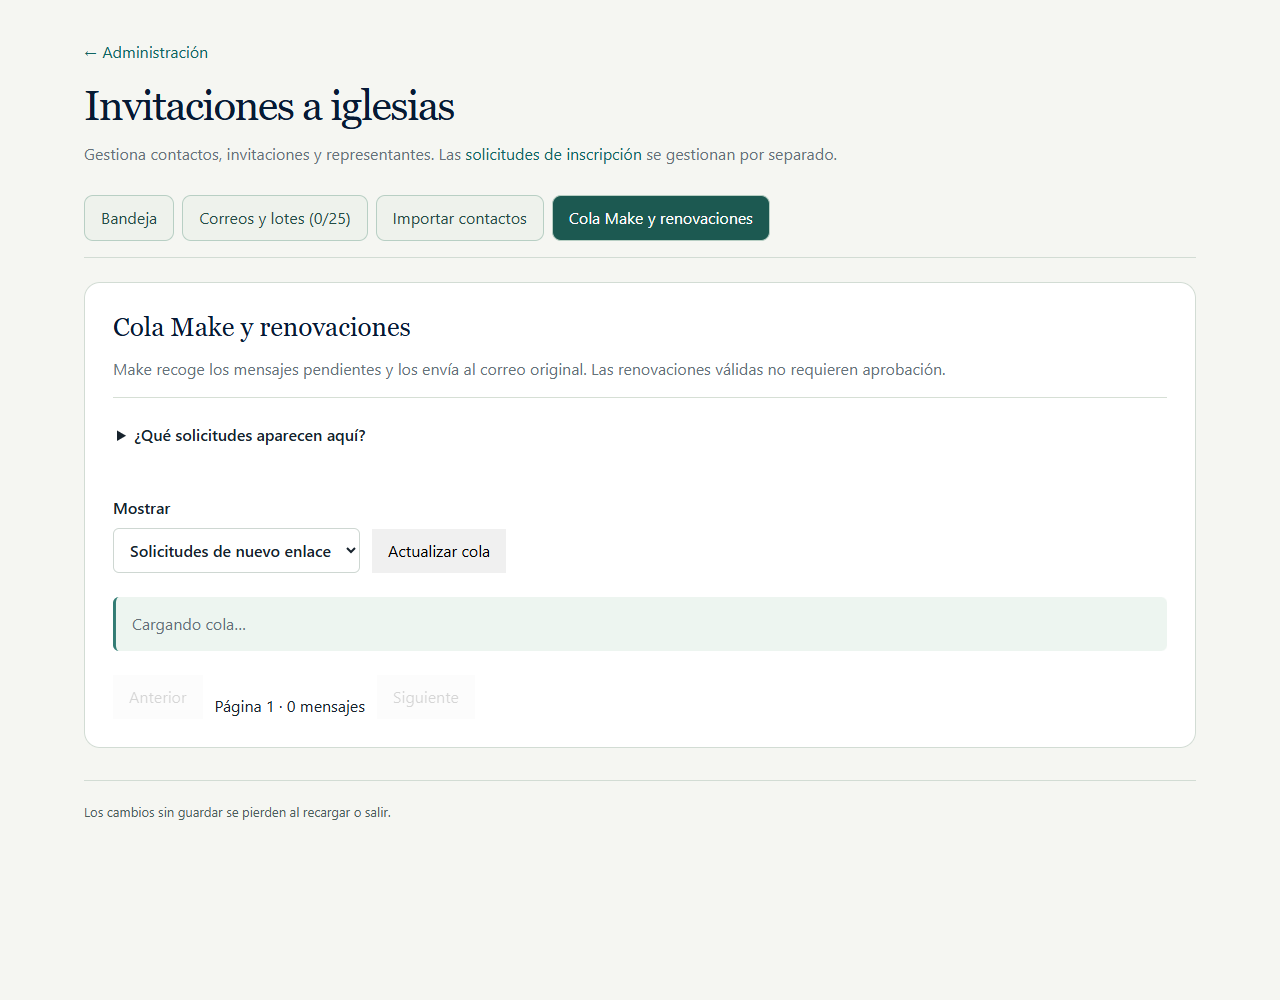 ← Administración
Invitaciones a iglesias
Gestiona contactos, invitaciones y representantes. Las solicitudes de inscripción se gestionan por separado.
Bandeja
Correos y lotes (0/25)
Importar contactos
Cola Make y renovaciones
Cola Make y renovaciones
Make recoge los mensajes pendientes y los envía al correo original. Las renovaciones válidas no requieren aprobación.
▶ ¿Qué solicitudes aparecen aquí?
Mostrar
Solicitudes de nuevo enlace
Actualizar cola
Cargando cola…
Anterior
Página 1 · 0 mensajes
Siguiente
Los cambios sin guardar se pierden al recargar o salir.